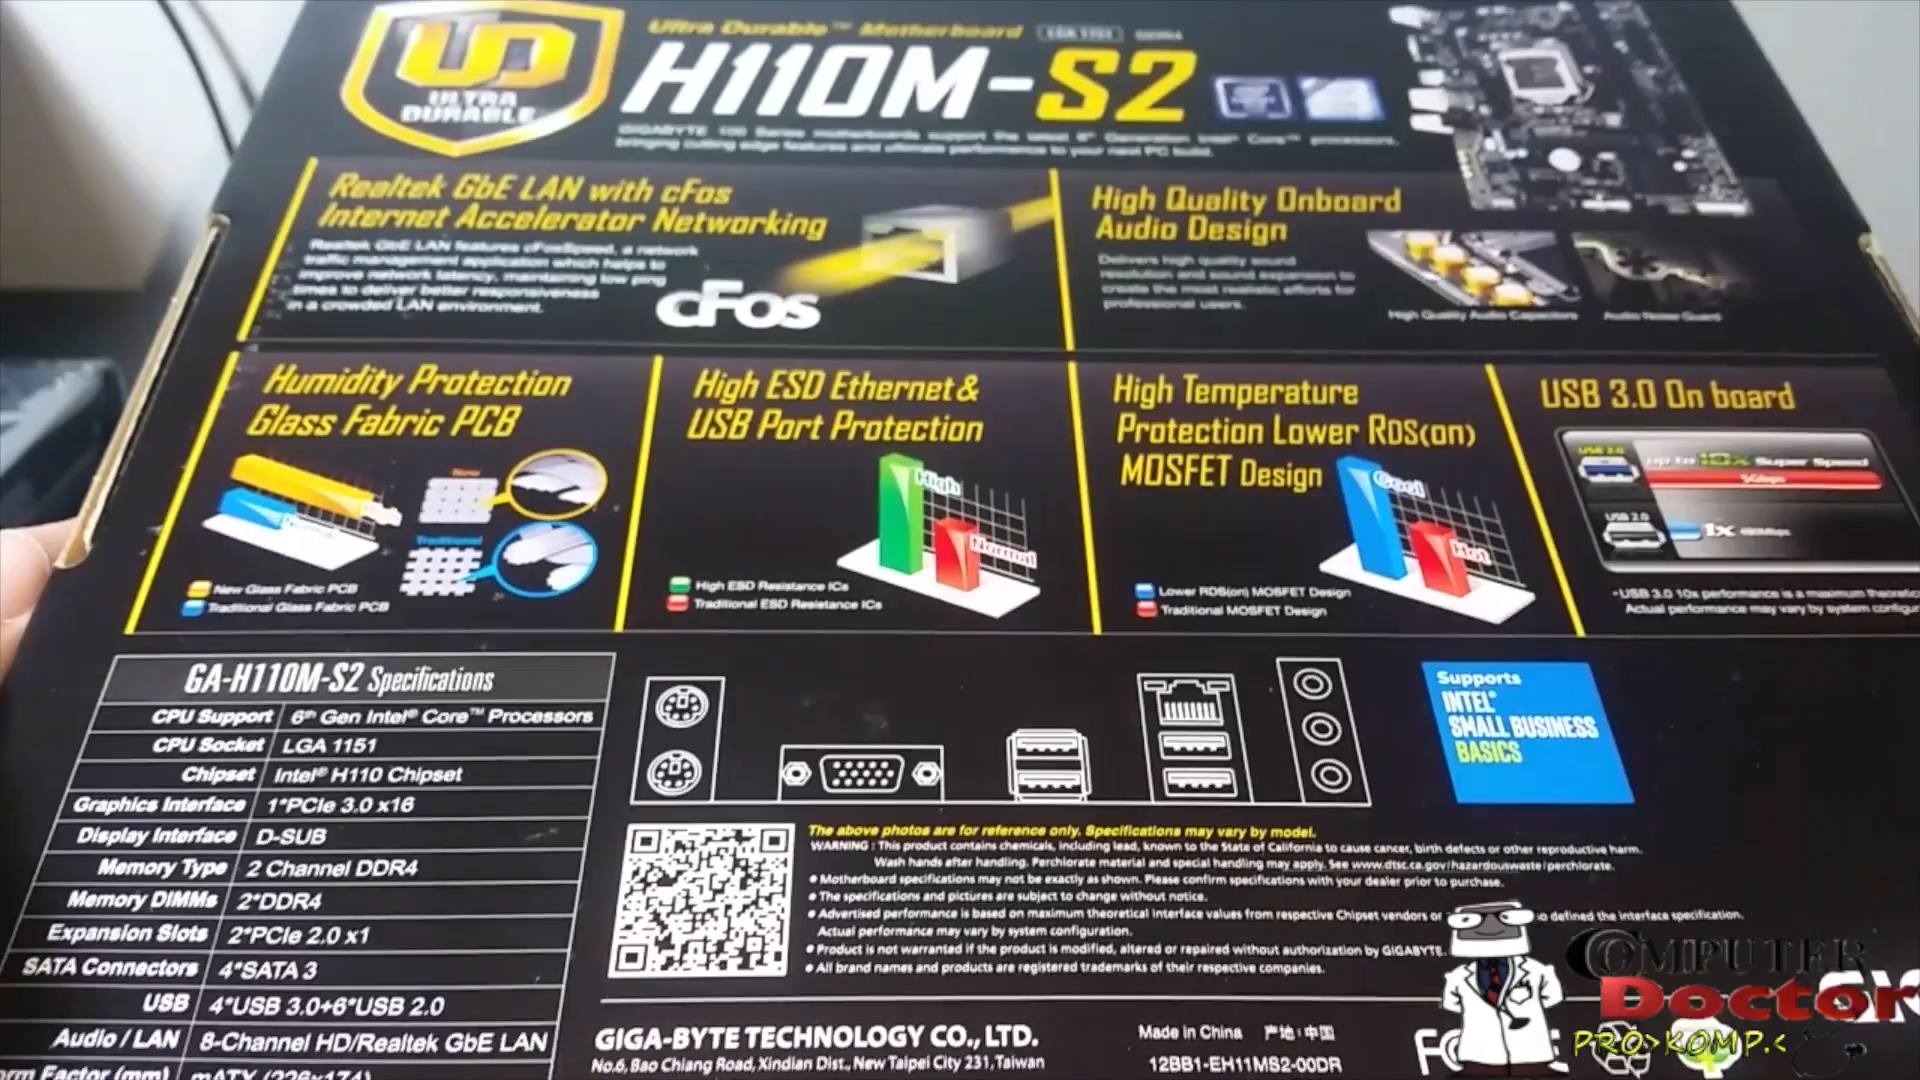 UD
ULTRA
DURABLE
Ultra Durable™ Motherboard LGA 1151 DDR4
H110M-S2
GIGABYTE 100 Series motherboards support the latest 6th Generation Intel® Core™ processors,
bringing cutting edge features and ultimate performance to your next PC build.
Realtek GbE LAN with cFos
Internet Accelerator Networking
Realtek GbE LAN features cFosSpeed, a network
traffic management application which helps to
improve network latency, maintaining low ping
times to deliver better responsiveness
in a crowded LAN environment.
cFos
High Quality Onboard
Audio Design
Delivers high quality sound
resolution and sound expansion to
create the most realistic effects for
professional users.
High Quality Audio Capacitors
Audio Noise Guard
Humidity Protection
Glass Fabric PCB
New
Traditional
Normal
New Glass Fabric PCB
Traditional Glass Fabric PCB
High ESD Ethernet &
USB Port Protection
High
Normal
High ESD Resistance ICs
Traditional ESD Resistance ICs
High Temperature
Protection Lower RDS(on)
MOSFET Design
Cool
Hot
Lower RDS(on) MOSFET Design
Traditional MOSFET Design
USB 3.0 On board
USB 3.0
up to 10x Super Speed
5Gbps
USB 2.0
1x 480Mbps
*USB 3.0 10x performance is a maximum
Actual performance may vary by system
GA-H110M-S2 Specifications
CPU Support 6th Gen Intel® Core™ Processors
CPU Socket LGA 1151
Chipset Intel® H110 Chipset
Graphics Interface 1*PCIe 3.0 x16
Display Interface D-SUB
Memory Type 2 Channel DDR4
Memory DIMMs 2*DDR4
Expansion Slots 2*PCIe 2.0 x1
SATA Connectors 4*SATA 3
USB 4*USB 3.0+6*USB 2.0
Audio / LAN 8-Channel HD/Realtek GbE LAN
Factor (mm) mATX (226x174)
Supports
INTEL®
SMALL BUSINESS
BASICS
The above photos are for reference only. Specifications may vary by model.
WARNING : This product contains chemicals, including lead, known to the State of California to cause cancer, birth defects or other reproductive harm.
Wash hands after handling. Perchlorate material and special handling may apply. See www.dtsc.ca.gov/hazardouswaste/perchlorate.
● Motherboard specifications may not be exactly as shown. Please confirm specifications with your dealer prior to purchase.
● The specifications and pictures are subject to change without notice.
● Advertised performance is based on maximum theoretical interface values from respective Chipset vendors or defined the interface specification.
Actual performance may vary by system configuration.
● Product is not warranted if the product is modified, altered or repaired without authorization by GIGABYTE.
● All brand names and products are registered trademarks of their respective companies.
GIGA-BYTE TECHNOLOGY CO., LTD.
No.6, Bao Chiang Road, Xindian Dist., New Taipei City 231, Taiwan
Made in China 产地 : 中国
12BB1-EH11MS2-00DR
COMPUTER
Doctor
PRO>KOMP.<